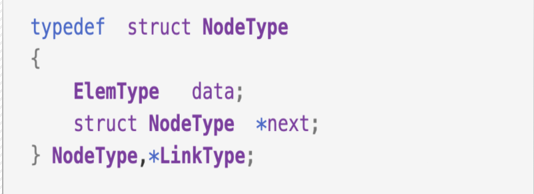 typedef  struct NodeType
{
    ElemType   data;
    struct NodeType  *next;
} NodeType,*LinkType;